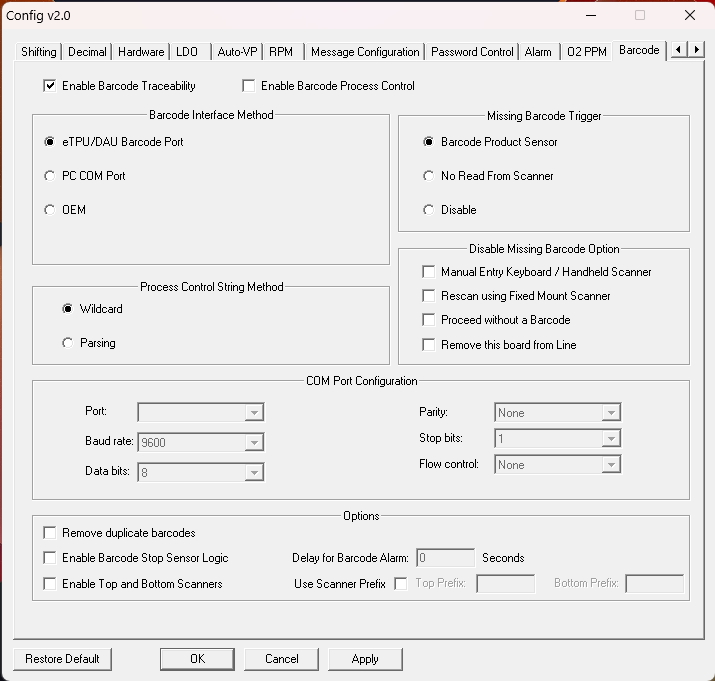 Config v2.0
Shifting Decimal Hardware LDO Auto-VP RPM Message Configuration Password Control Alarm O2 PPM Barcode
Enable Barcode Traceability Enable Barcode Process Control
Barcode Interface Method
eTPU/DAU Barcode Port
PC COM Port
OEM
Missing Barcode Trigger
Barcode Product Sensor
No Read From Scanner
Disable
Process Control String Method
Wildcard
Parsing
Disable Missing Barcode Option
Manual Entry Keyboard / Handheld Scanner
Rescan using Fixed Mount Scanner
Proceed without a Barcode
Remove this board from Line
COM Port Configuration
Port:
Baud rate: 9600
Data bits: 8
Parity: None
Stop bits: 1
Flow control: None
Options
Remove duplicate barcodes
Enable Barcode Stop Sensor Logic Delay for Barcode Alarm: 0 Seconds
Enable Top and Bottom Scanners Use Scanner Prefix Top Prefix: Bottom Prefix:
Restore Default OK Cancel Apply